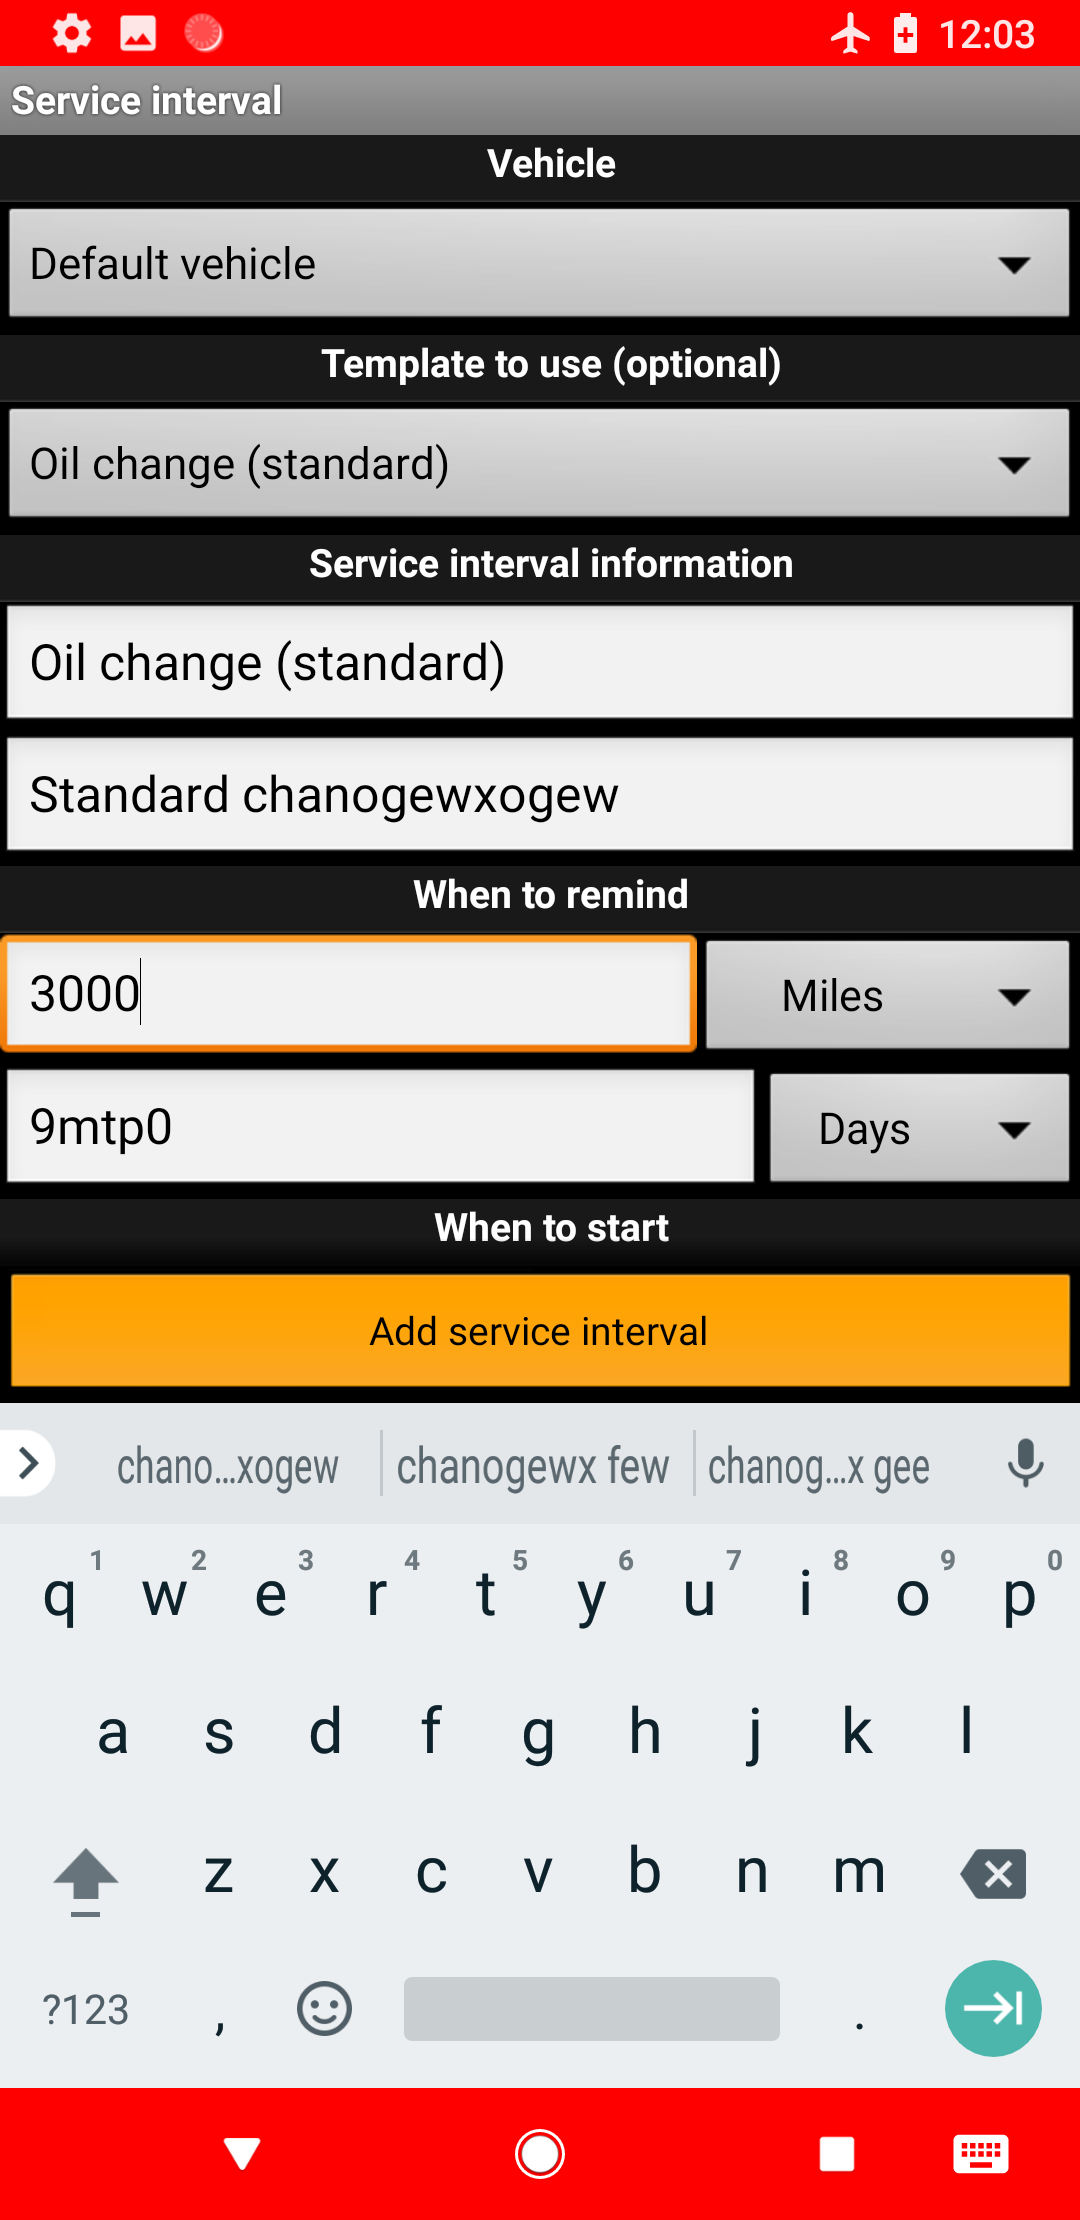 12:03
Service interval
Vehicle
Default vehicle
Template to use (optional)
Oil change (standard)
Service interval information
Oil change (standard)
Standard chanogewxogew
When to remind
3000 Miles
9mtp0 Days
When to start
Add service interval
chano...xogew chanogewx few chanog...x gee
1 2 3 4 5 6 7 8 9 0
q w e r t y u i o p
a s d f g h j k l
z x c v b n m
?123 , .